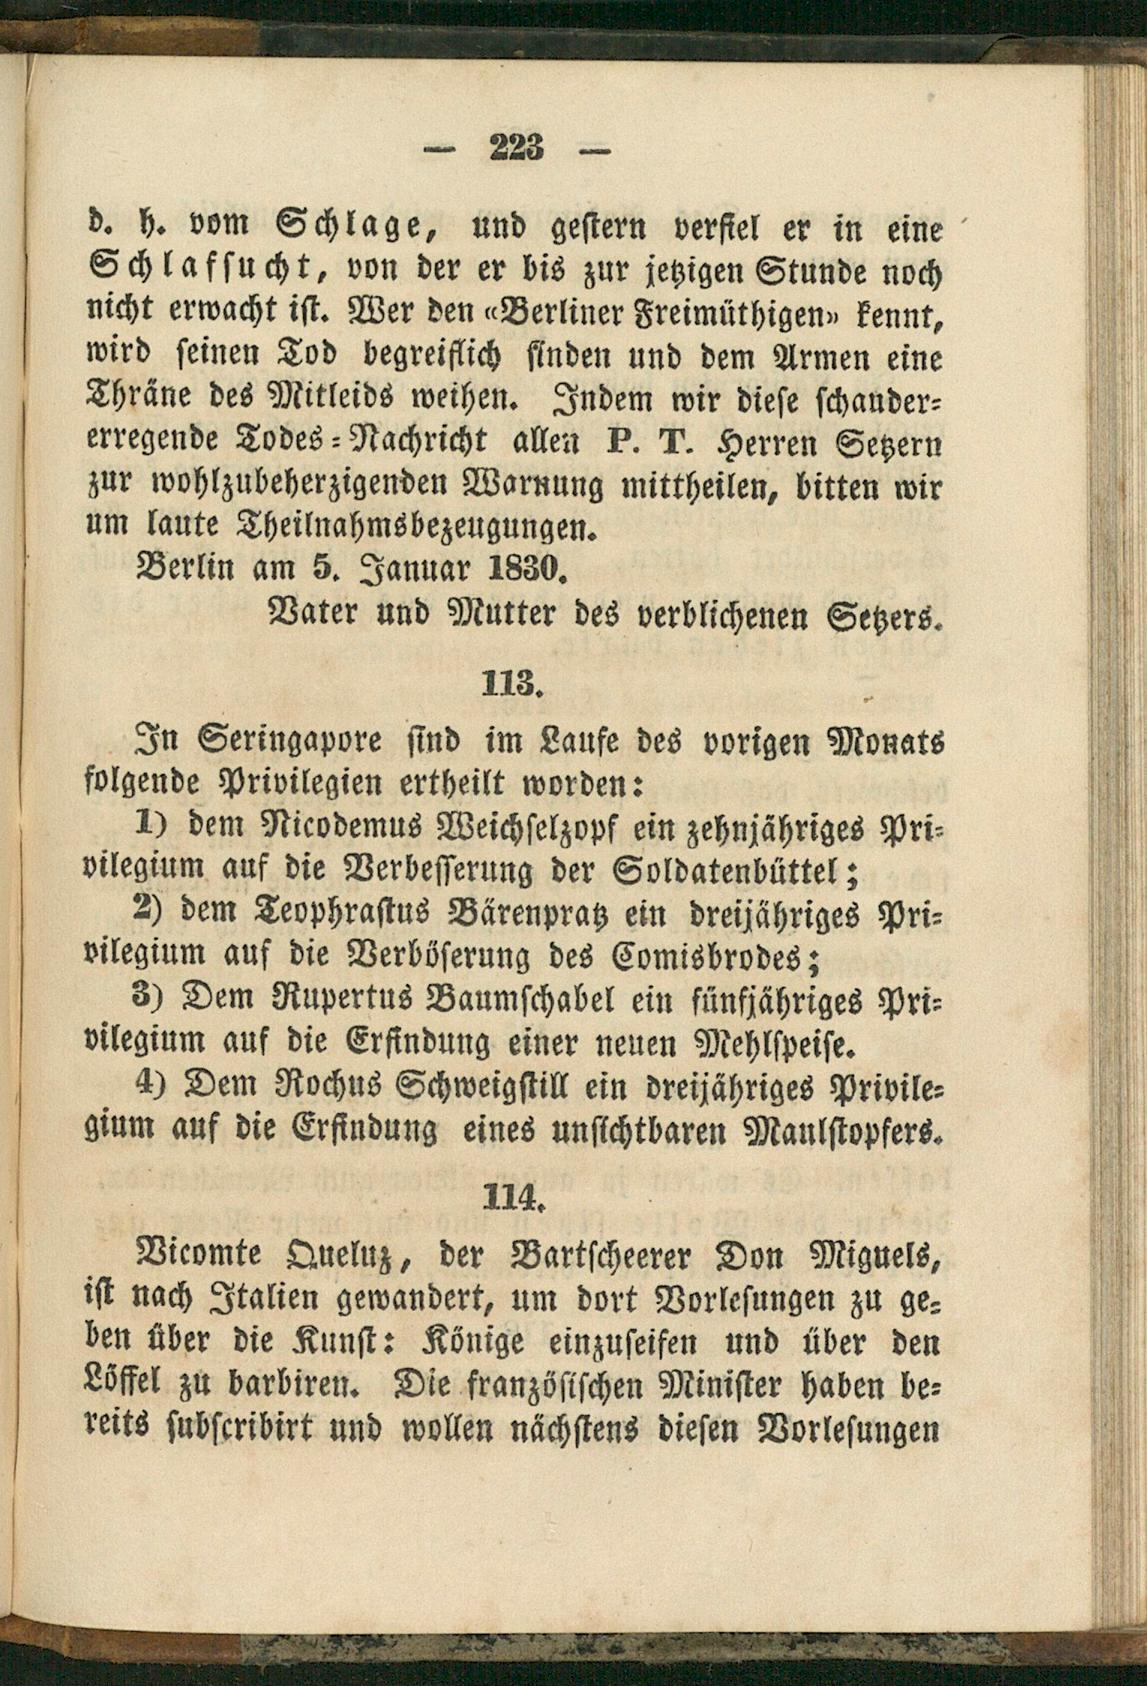 — 223 —
d. h. vom Schlage, und gestern verfiel er in eine
Schlafsucht, von der er bis zur jetzigen Stunde noch
nicht erwacht ist. Wer den «Berliner Freimüthigen» kennt,
wird seinen Tod begreiflich finden und dem Armen eine
Thräne des Mitleids weihen. Indem wir diese schauder-
erregende Todes-Nachricht allen P. T. Herren Setzern
zur wohlzubeherzigenden Warnung mittheilen, bitten wir
um laute Theilnahmsbezeugungen.
Berlin am 5. Januar 1830.
Vater und Mutter des verblichenen Setzers.
113.
In Seringapore sind im Laufe des vorigen Monats
folgende Privilegien ertheilt worden:
1) dem Nicodemus Weichselzopf ein zehnjähriges Pri-
vilegium auf die Verbesserung der Soldatenbüttel;
2) dem Teophrastus Bärenpratz ein dreijähriges Pri-
vilegium auf die Verböserung des Comisbrodes;
3) Dem Rupertus Baumschabel ein fünfjähriges Pri-
vilegium auf die Erfindung einer neuen Mehlspeise.
4) Dem Rochus Schweigstill ein dreijähriges Privile-
gium auf die Erfindung eines unsichtbaren Maulstopfers.
114.
Vicomte Queluz, der Bartscheerer Don Miguels,
ist nach Italien gewandert, um dort Vorlesungen zu ge-
ben über die Kunst: Könige einzuseifen und über den
Löffel zu barbiren. Die französischen Minister haben be-
reits subscribirt und wollen nächstens diesen Vorlesungen